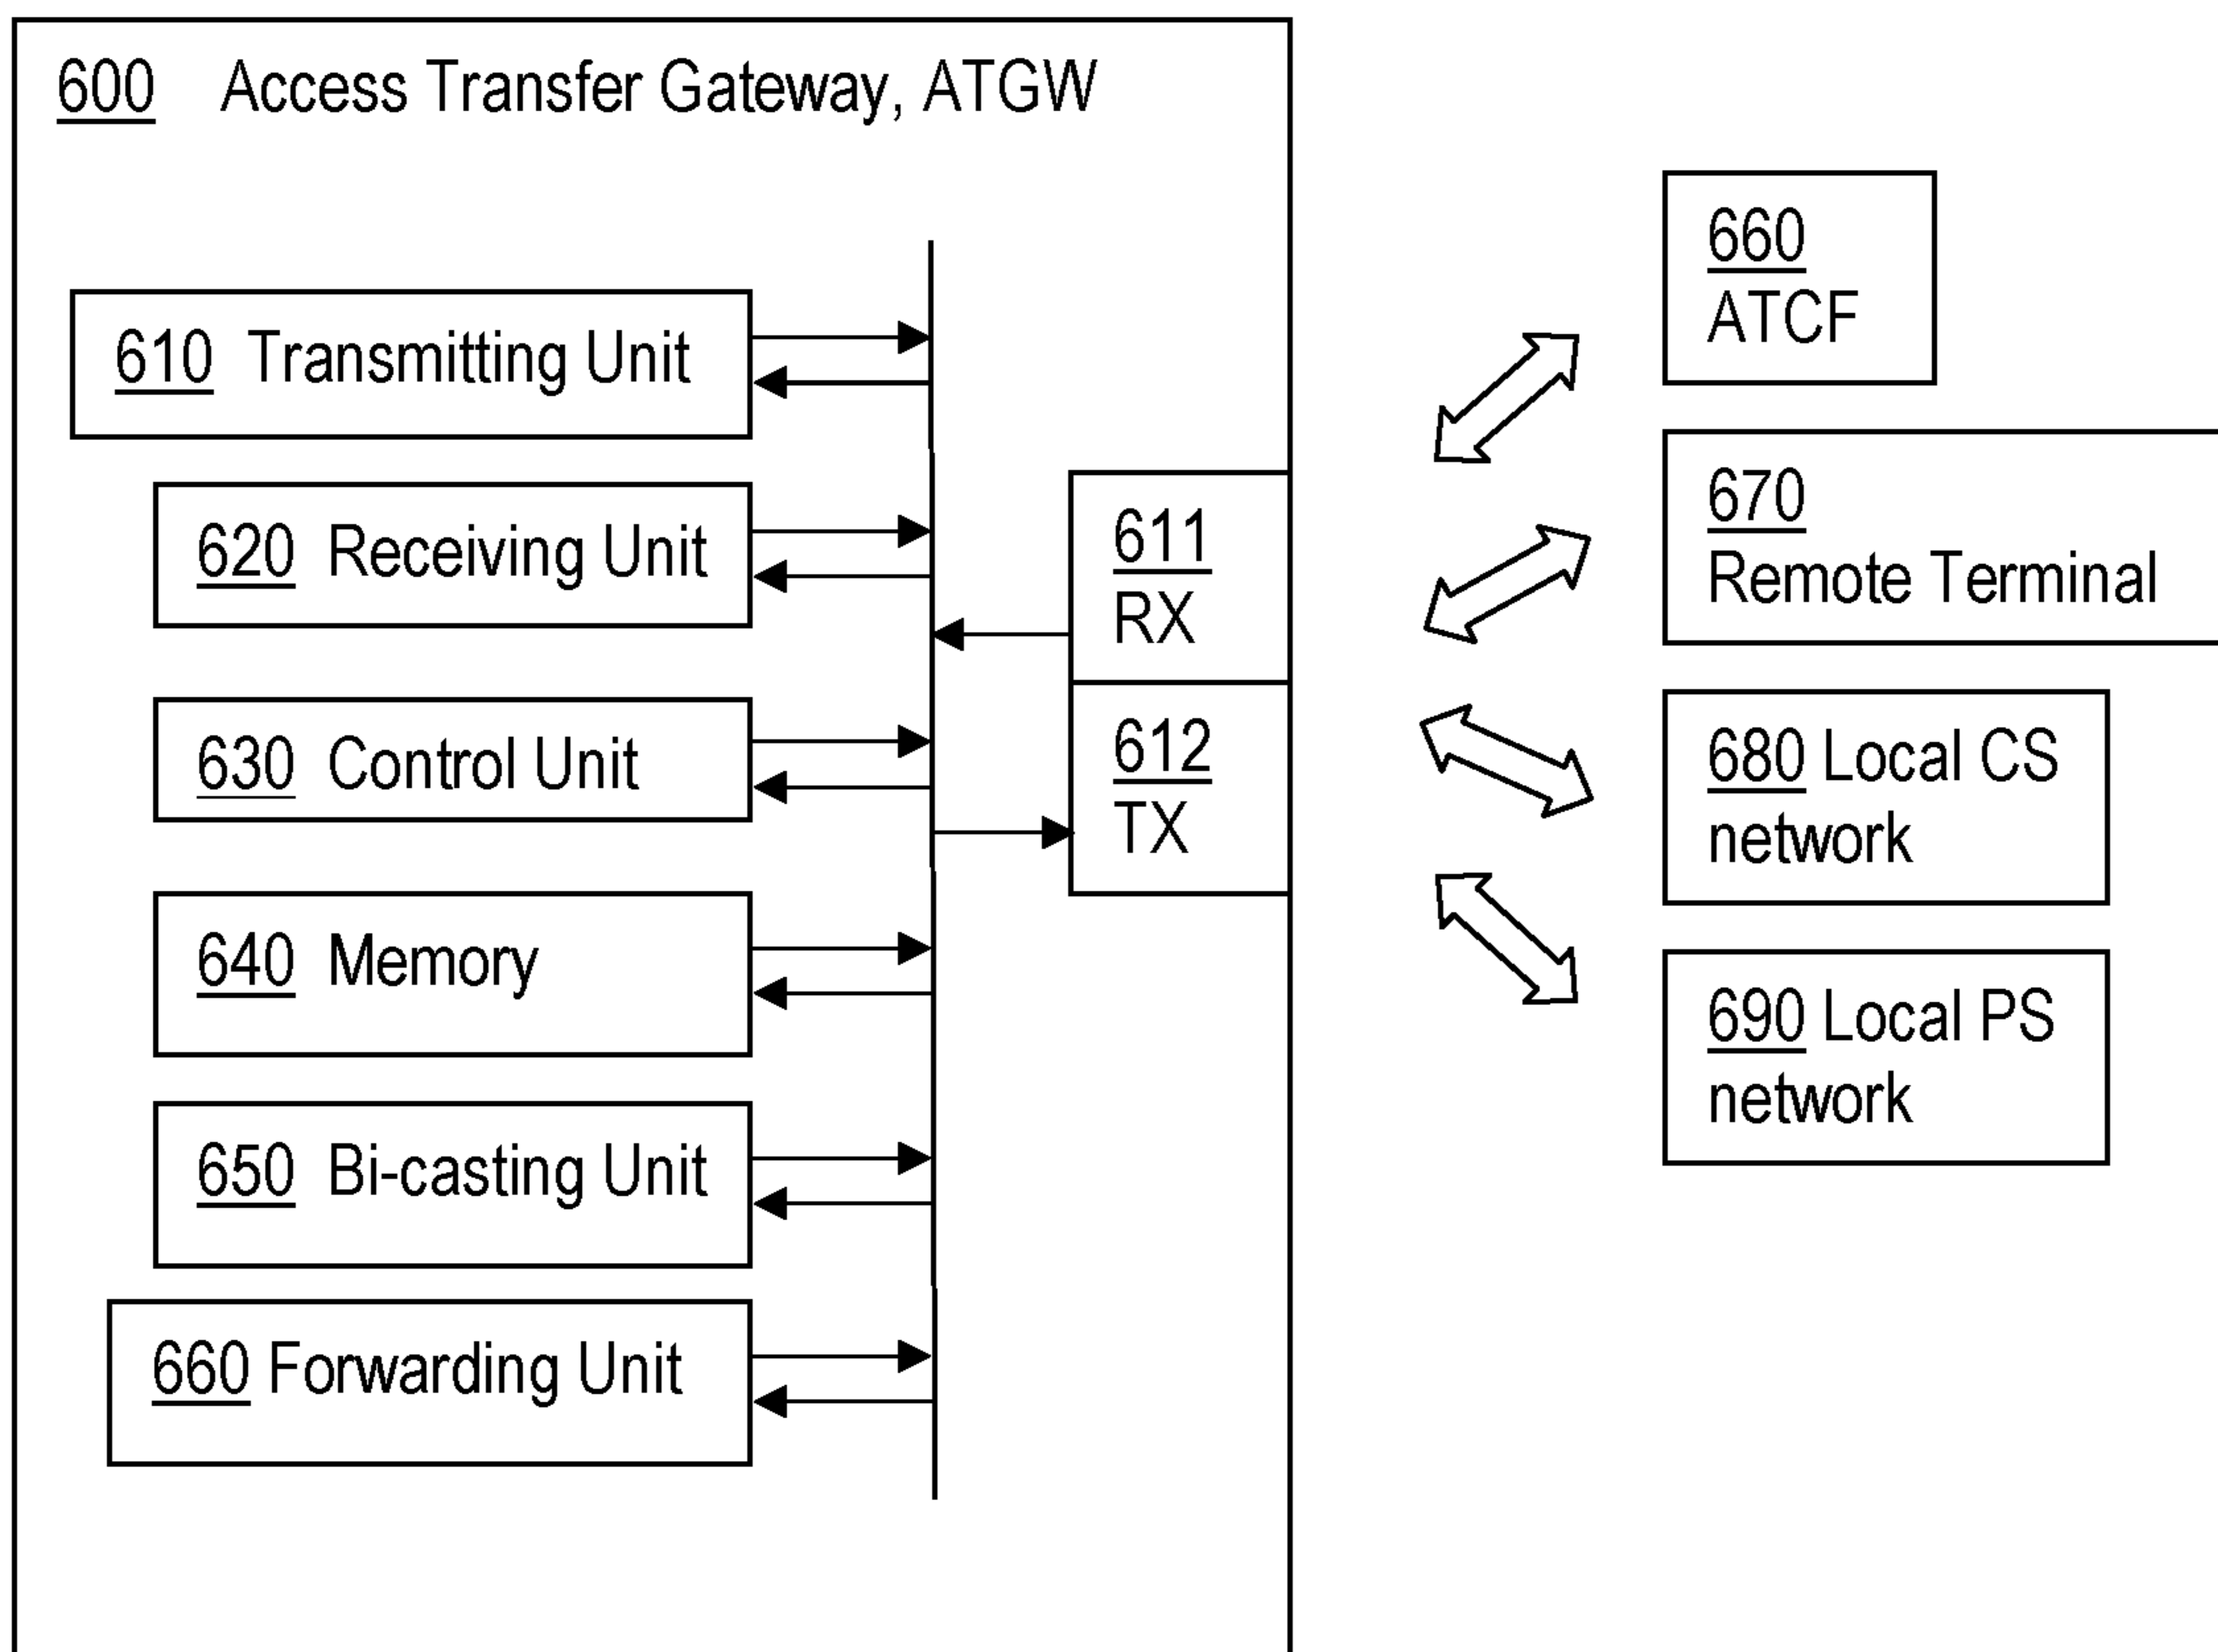 600 Access Transfer Gateway, ATGW
610 Transmitting Unit
620 Receiving Unit
630 Control Unit
640 Memory
650 Bi-casting Unit
660 Forwarding Unit
611
RX
612
TX
660
ATCF
670
Remote Terminal
680 Local CS
network
690 Local PS
network